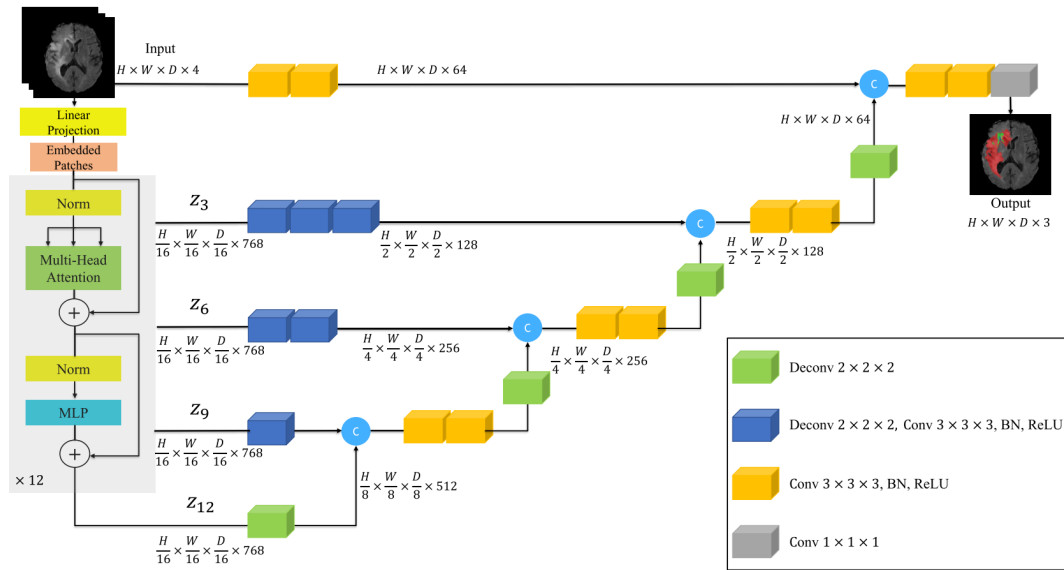 Input
H × W × D × 4
H × W × D × 64
C
Linear
Projection
Embedded
Patches
H × W × D × 64
Output
H × W × D × 3
Norm
Multi-Head
Attention
+
Norm
MLP
+
× 12
z₃
H/16 × W/16 × D/16 × 768
H/2 × W/2 × D/2 × 128
C
H/2 × W/2 × D/2 × 128
z₆
H/16 × W/16 × D/16 × 768
H/4 × W/4 × D/4 × 256
C
H/4 × W/4 × D/4 × 256
z₉
H/16 × W/16 × D/16 × 768
C
H/8 × W/8 × D/8 × 512
z₁₂
H/16 × W/16 × D/16 × 768
Deconv 2 × 2 × 2
Deconv 2 × 2 × 2, Conv 3 × 3 × 3, BN, ReLU
Conv 3 × 3 × 3, BN, ReLU
Conv 1 × 1 × 1